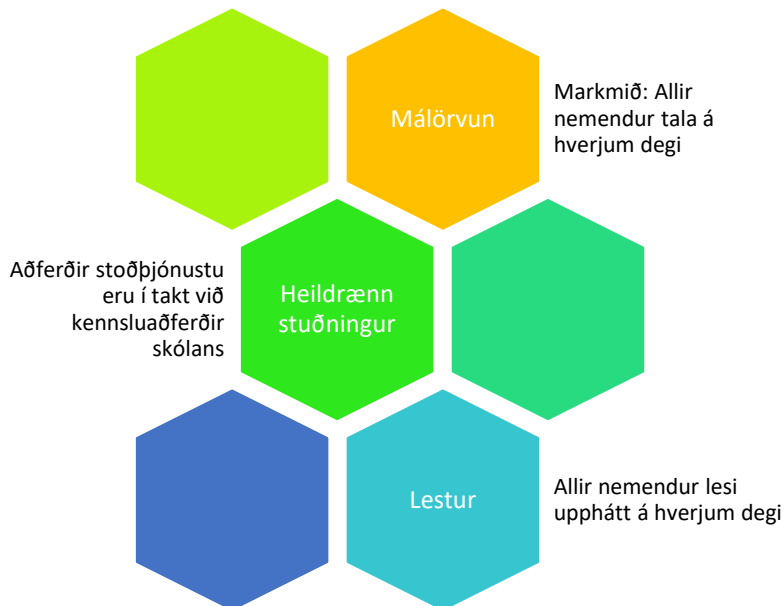 Málörvun
Markmið: Allir
nemendur tala á
hverjum degi
Aðferðir stoðþjónustu
eru í takt við
kennsluaðferðir
skólans
Heildrænn
stuðningur
Lestur
Allir nemendur lesi
upphátt á hverjum degi